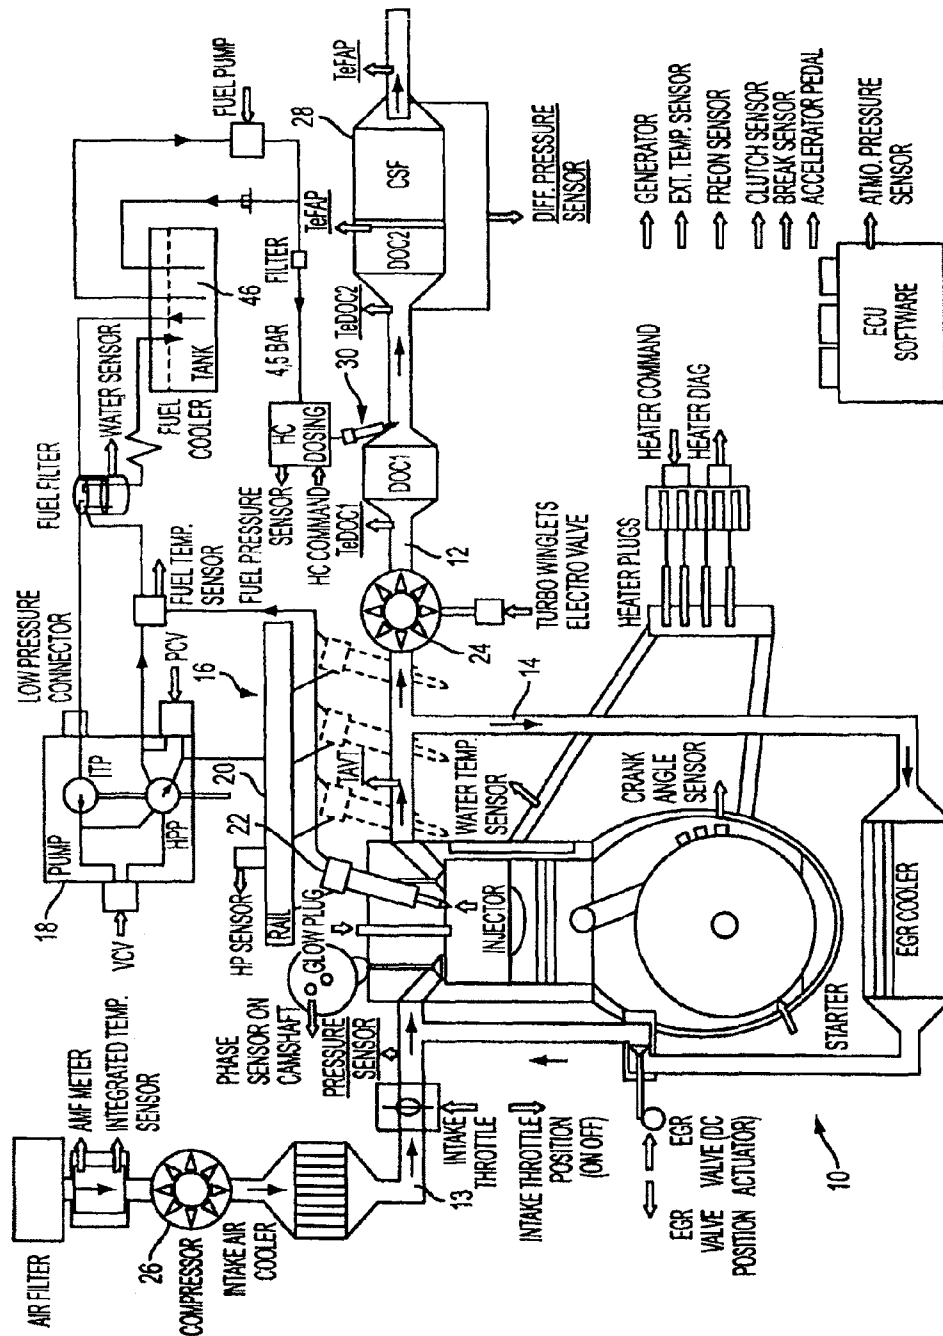 AIR FILTER
AMF METER
INTEGRATED TEMP.
SENSOR
26
COMPRESSOR
INTAKE AIR
COOLER
13
INTAKE
THROTTLE
INTAKE THROTTLE
POSITION
(ON OFF)
EGR
VALVE
POSITION
EGR
VALVE (DC
ACTUATOR)
10
18
PUMP
ITP
HPP
VCV
PCV
LOW PRESSURE
CONNECTOR
HP SENSOR
RAIL
20
22
16
GLOW PLUG
PHASE
SENSOR ON
CAMSHAFT
PRESSURE
SENSOR
INJECTOR
TAVT
WATER TEMP.
SENSOR
CRANK
ANGLE
SENSOR
STARTER
EGR COOLER
14
FUEL FILTER
WATER SENSOR
FUEL TEMP.
SENSOR
FUEL
COOLER
TANK
46
FUEL PUMP
FILTER
4,5 BAR
HC
DOSING
FUEL PRESSURE
SENSOR
HC COMMAND
TeDOC1
30
DOC1
12
24
TURBO WINGLETS
ELECTRO VALVE
TeDOC2
TeFAP
DOC2
CSF
28
TeFAP
DIFF. PRESSURE
SENSOR
HEATER PLUGS
HEATER COMMAND
HEATER DIAG
GENERATOR
EXT. TEMP. SENSOR
FREON SENSOR
CLUTCH SENSOR
BREAK SENSOR
ACCELERATOR PEDAL
ATMO. PRESSURE
SENSOR
ECU
SOFTWARE